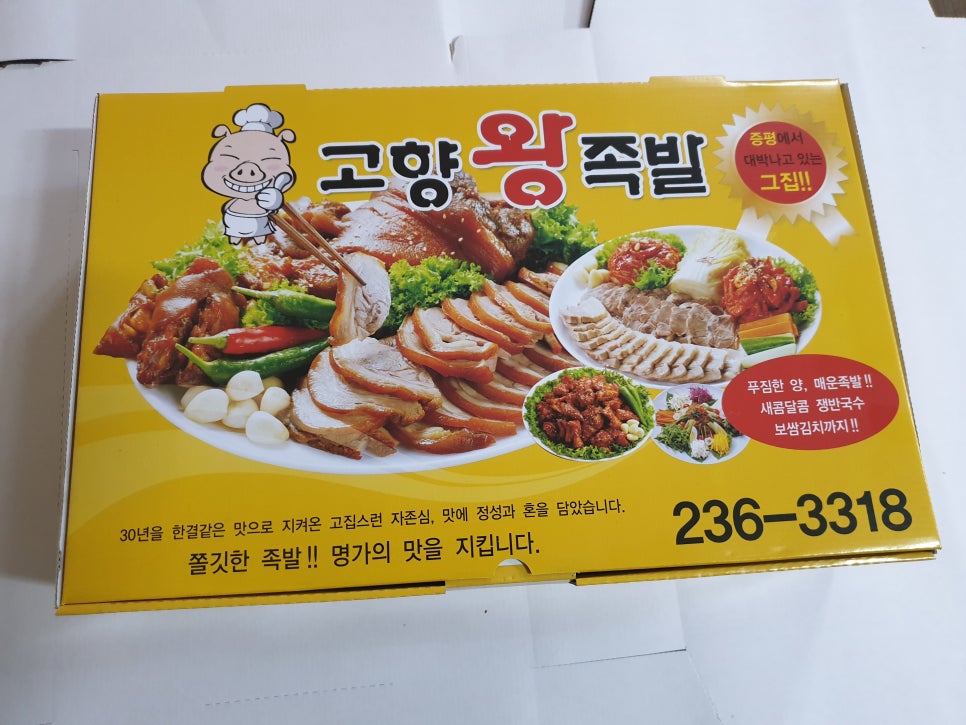 고향 왕 족발
증평에서
대박나고 있는
그집!!
푸짐한 양, 매운족발!!
새콤달콤 쟁반국수
보쌈김치까지!!
30년을 한결같은 맛으로 지켜온 고집스런 자존심, 맛에 정성과 혼을 담았습니다.
쫄깃한 족발!! 명가의 맛을 지킵니다.
236-3318